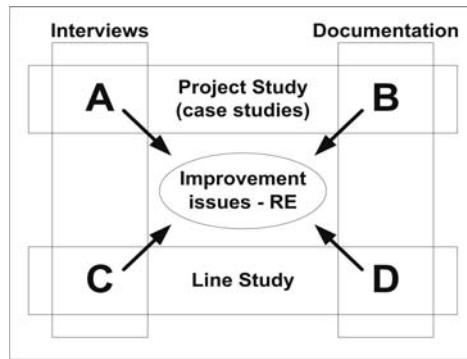 Interviews
Documentation
A
Project Study
(case studies)
B
Improvement
issues - RE
C
Line Study
D